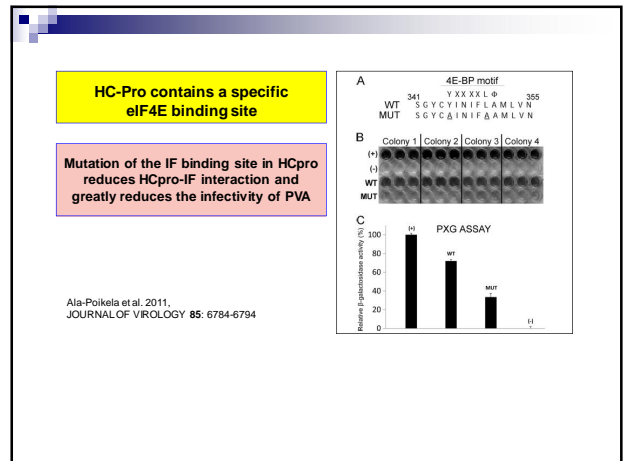 HC-Pro contains a specific
eIF4E binding site
Mutation of the IF binding site in HCpro
reduces HCpro-IF interaction and
greatly reduces the infectivity of PVA
Ala-Poikela et al. 2011,
JOURNAL OF VIROLOGY 85: 6784-6794
A
4E-BP motif
Y X X X X L Φ
341 355
WT S G Y C Y I N I F L A M L V N
MUT S G Y C A I N I F A A M L V N
B
Colony 1 Colony 2 Colony 3 Colony 4
(+)
(-)
WT
MUT
C
PXG ASSAY
Relative β-galactosidase activity (%)
100
80
60
40
20
0
(+)
WT
MUT
(-)